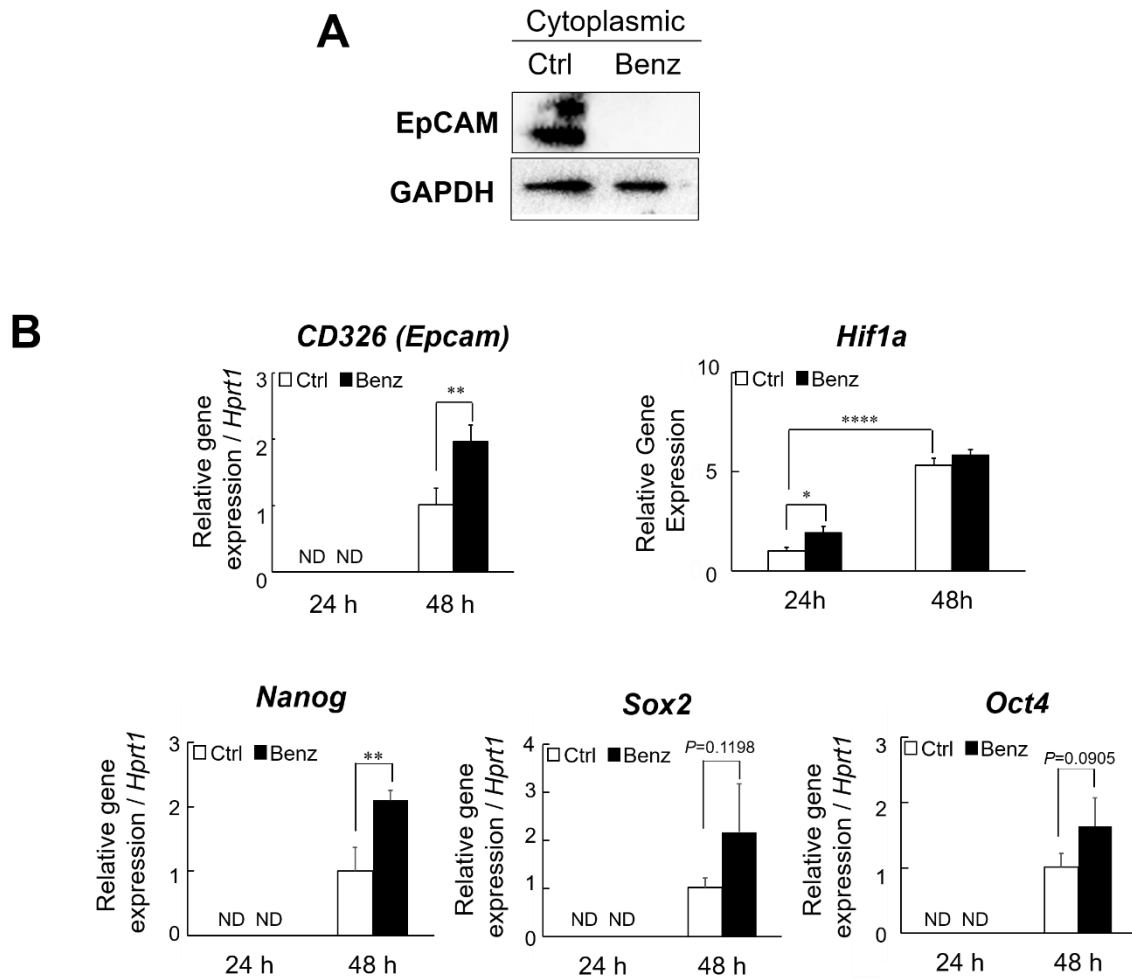 A
Cytoplasmic
Ctrl Benz
EpCAM
GAPDH
B
CD326 (Epcam)
Relative gene
expression / Hprt1
Ctrl Benz
3
2
1
0
**
ND ND
24 h 48 h
Hif1a
Relative Gene
Expression
Ctrl Benz
10
5
0
****
*
24h 48h
Nanog
Relative gene
expression / Hprt1
Ctrl Benz
3
2
1
0
**
ND ND
24 h 48 h
Sox2
Relative gene
expression / Hprt1
Ctrl Benz
4
3
2
1
0
P=0.1198
ND ND
24 h 48 h
Oct4
Relative gene
expression / Hprt1
Ctrl Benz
3
2
1
0
P=0.0905
ND ND
24 h 48 h